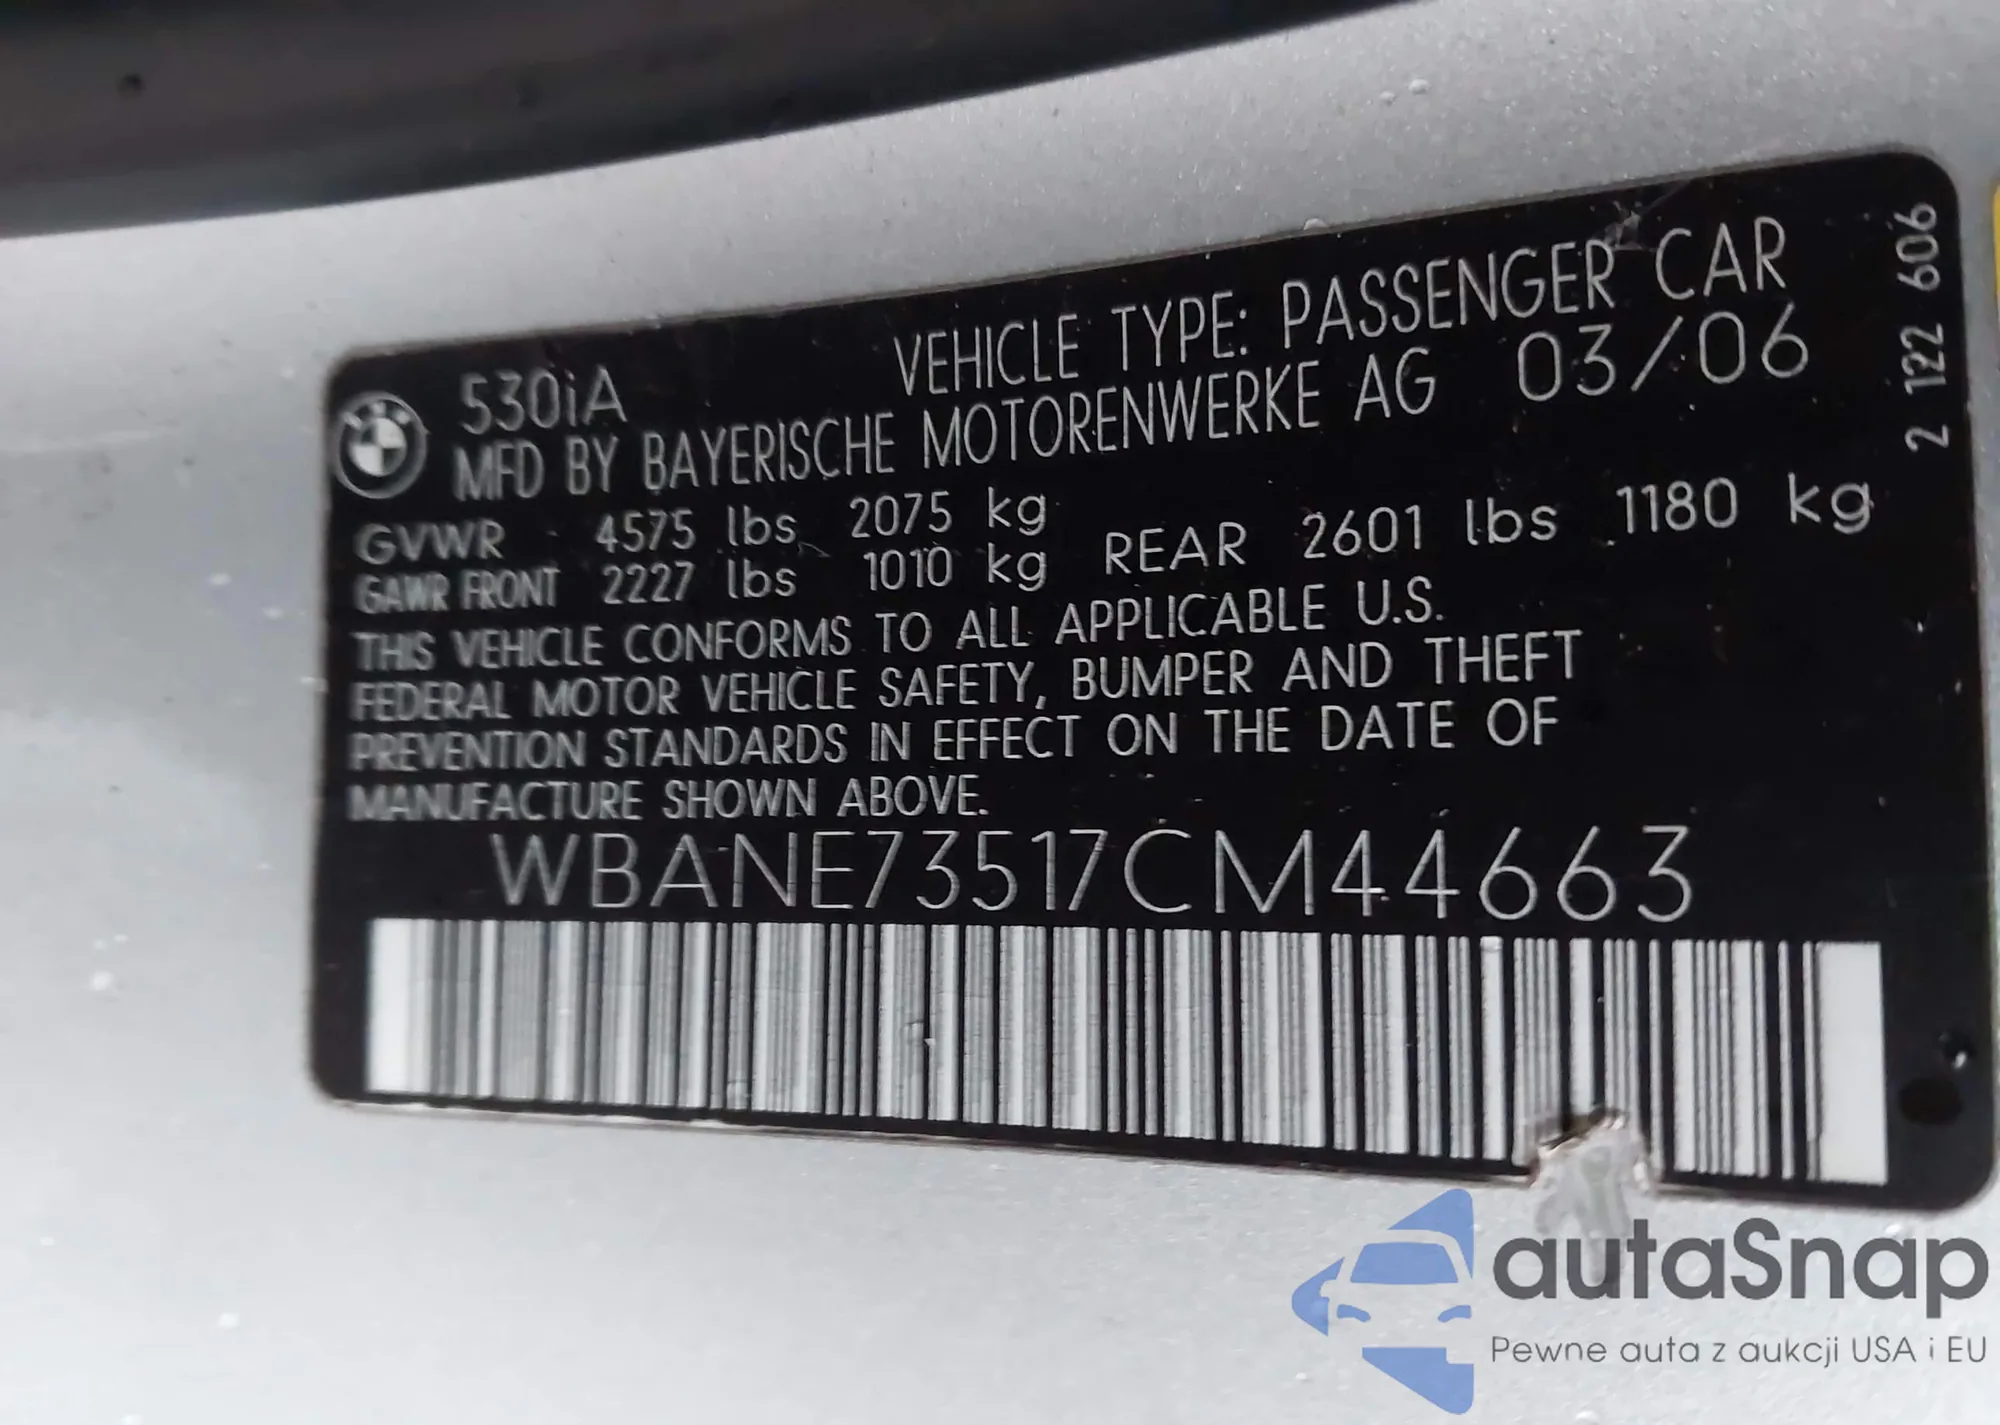 530iA VEHICLE TYPE: PASSENGER CAR
MFD BY BAYERISCHE MOTORENWERKE AG 03/06
GVWR 4575 lbs 2075 kg
GAWR FRONT 2227 lbs 1010 kg REAR 2601 lbs 1180 kg
THIS VEHICLE CONFORMS TO ALL APPLICABLE U.S.
FEDERAL MOTOR VEHICLE SAFETY, BUMPER AND THEFT
PREVENTION STANDARDS IN EFFECT ON THE DATE OF
MANUFACTURE SHOWN ABOVE.
WBANE73517CM44663
2 122 606
autaSnap
Pewne auta z aukcji USA i EU